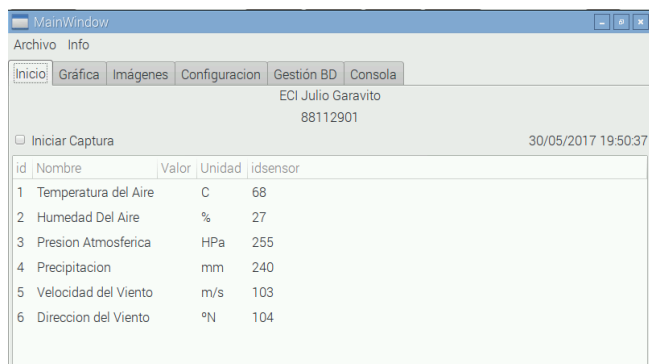 MainWindow
Archivo Info
Inicio Gráfica Imágenes Configuracion Gestión BD Consola
ECI Julio Garavito
88112901
Iniciar Captura 30/05/2017 19:50:37
id Nombre Valor Unidad idsensor
1 Temperatura del Aire C 68
2 Humedad Del Aire % 27
3 Presion Atmosferica HPa 255
4 Precipitacion mm 240
5 Velocidad del Viento m/s 103
6 Direccion del Viento ºN 104